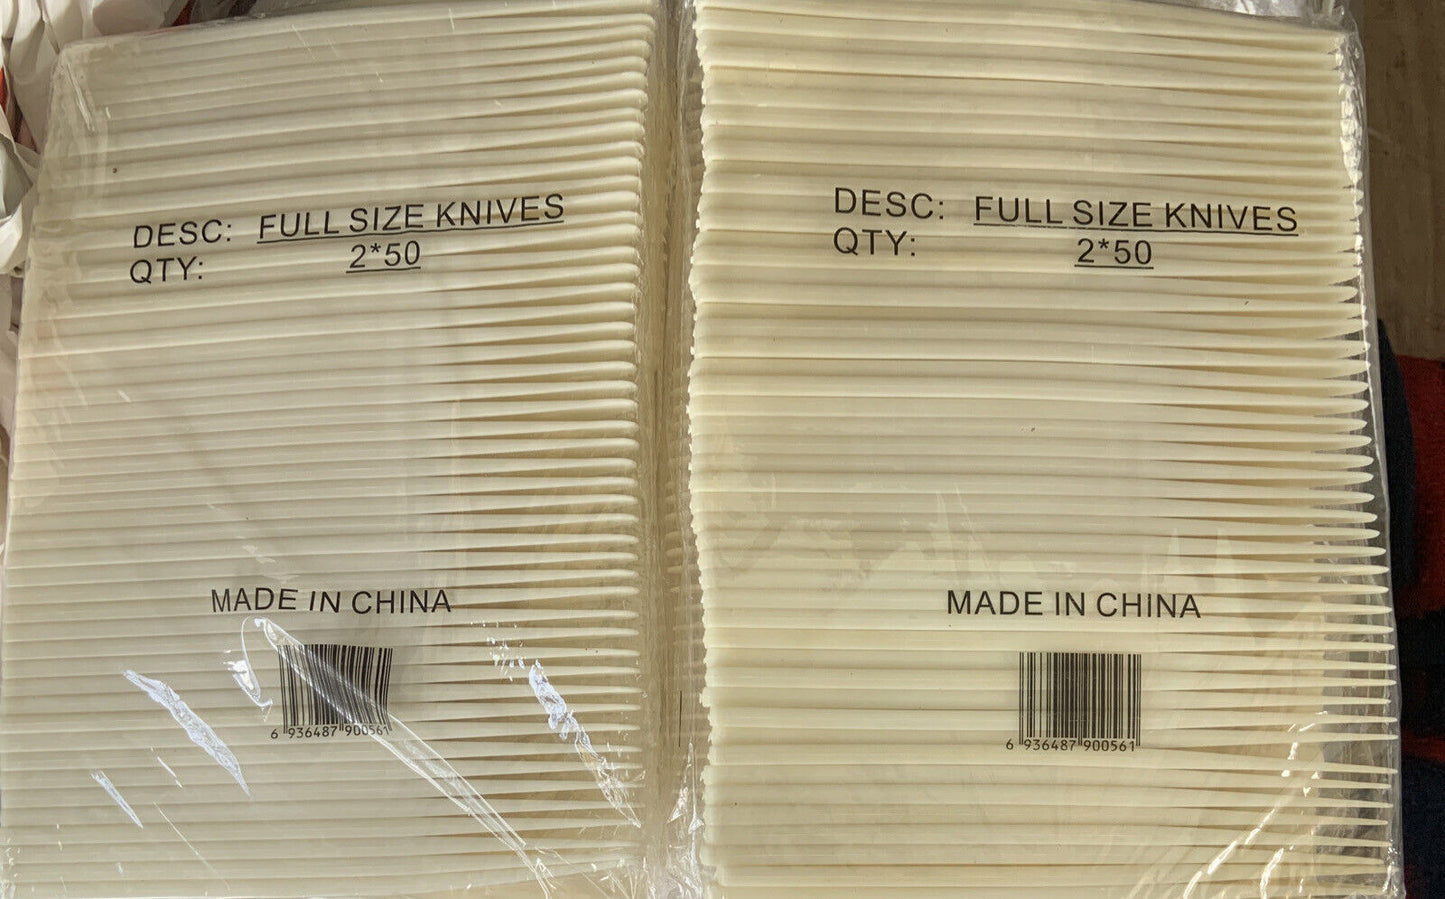 DESC: FULL SIZE KNIVES
QTY: 2*50
MADE IN CHINA
6 936487 900561
DESC: FULL SIZE KNIVES
QTY: 2*50
MADE IN CHINA
6 936487 900561